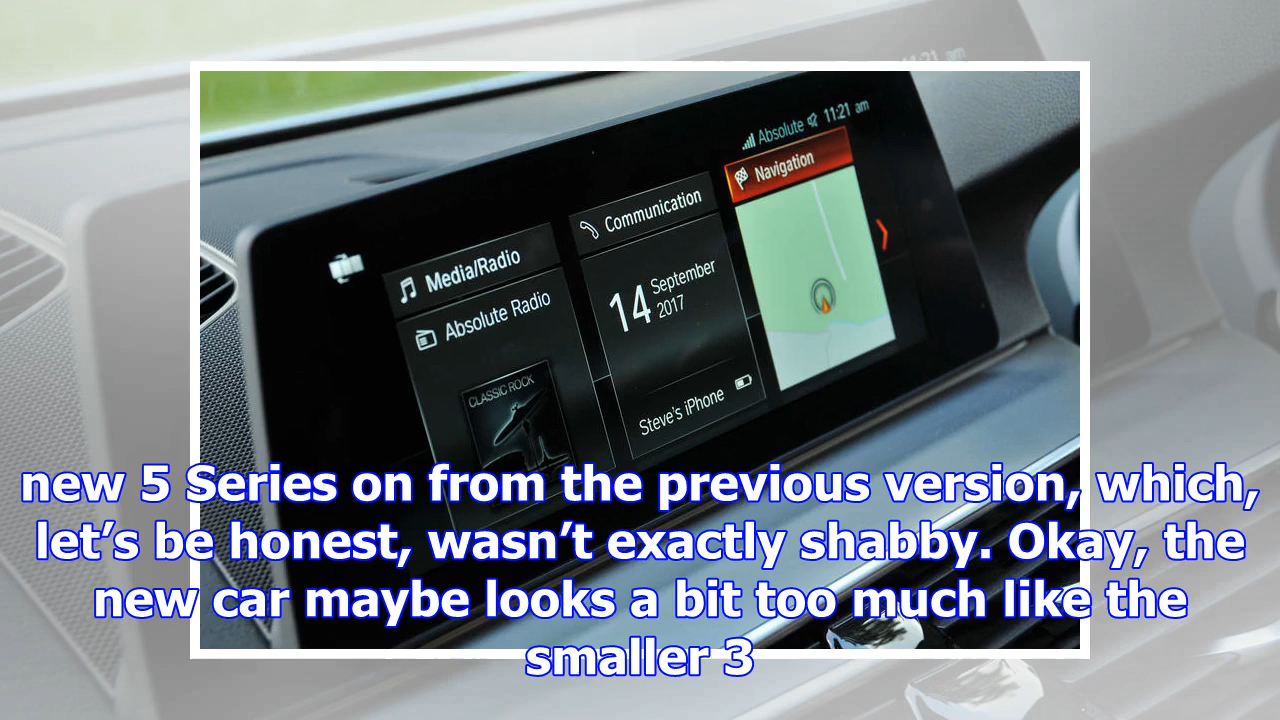 Absolute 11:21 am
Navigation
Communication
Media/Radio
14 September 2017
Absolute Radio
CLASSIC ROCK
Steve's iPhone
new 5 Series on from the previous version, which,
let’s be honest, wasn’t exactly shabby. Okay, the
new car maybe looks a bit too much like the
smaller 3